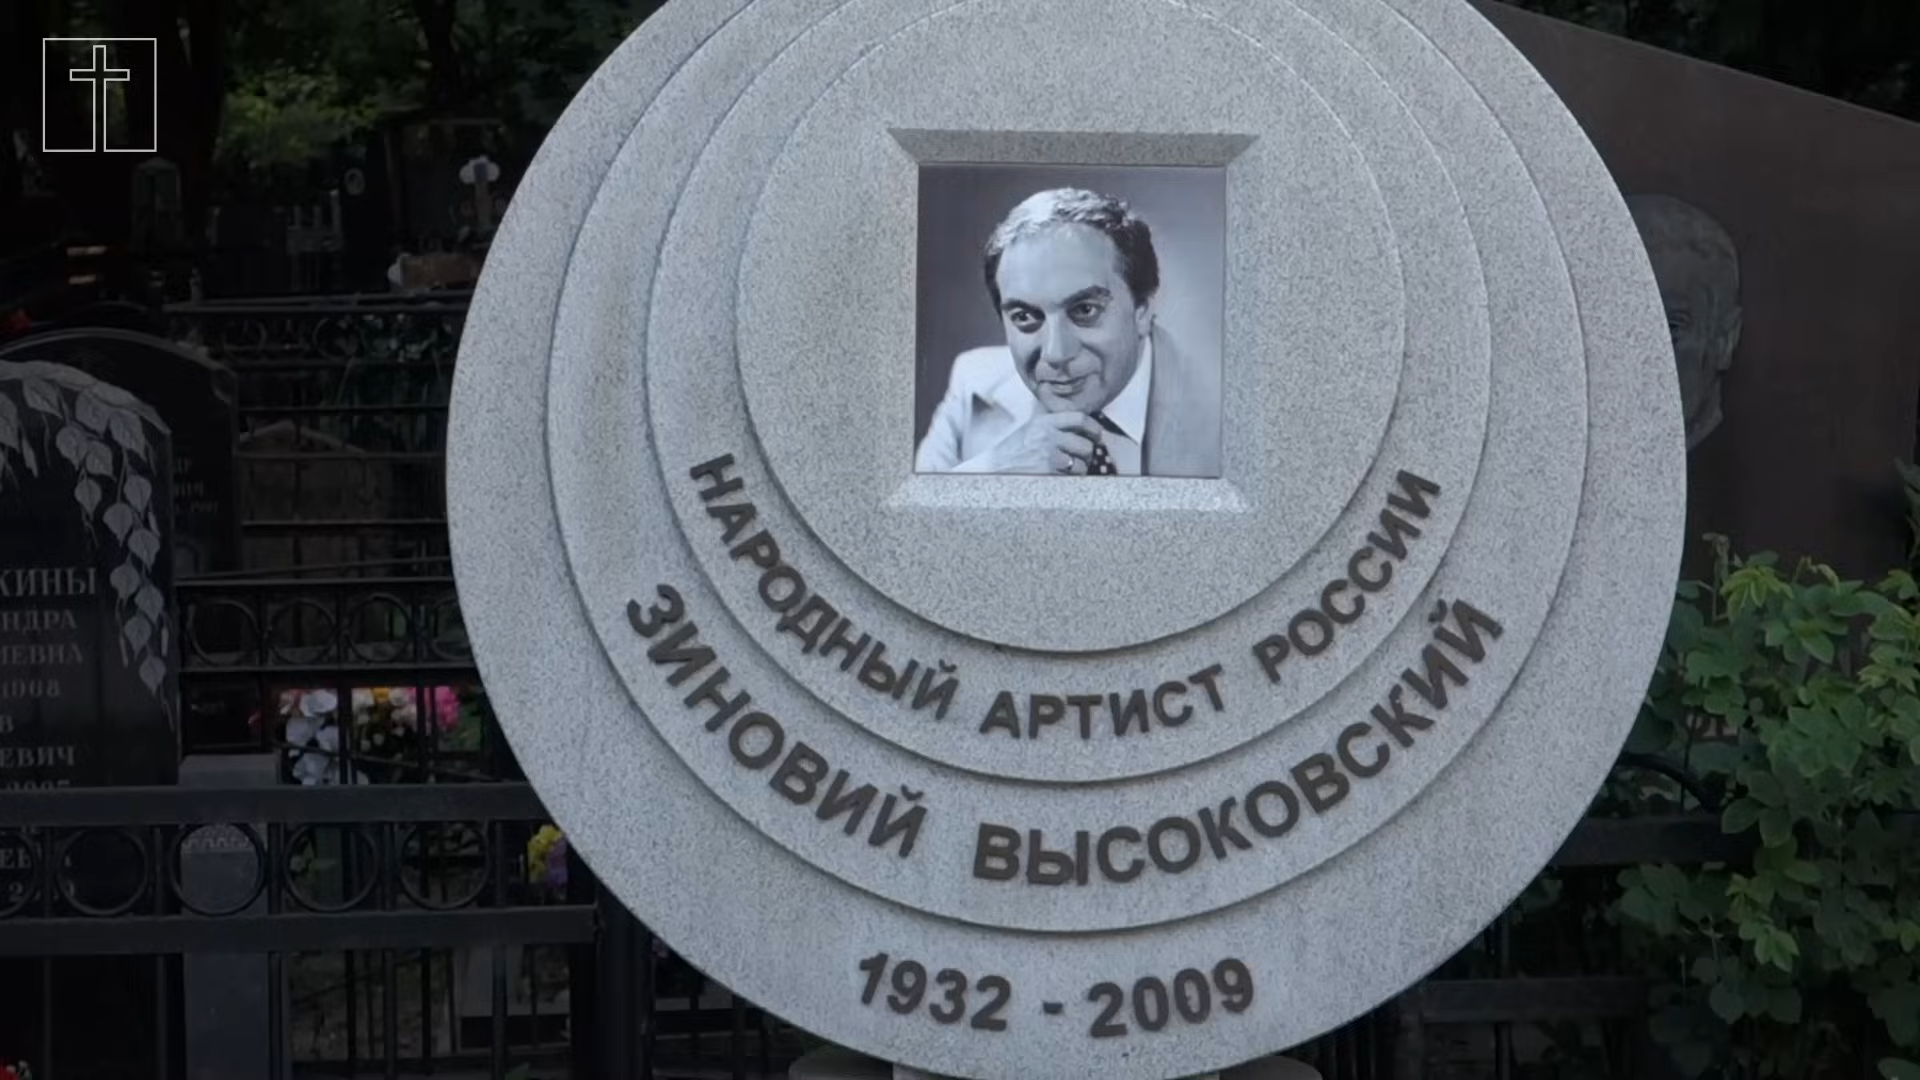 НАРОДНЫЙ АРТИСТ РОССИИ
ЗИНОВИЙ ВЫСОКОВСКИЙ
1932 - 2009